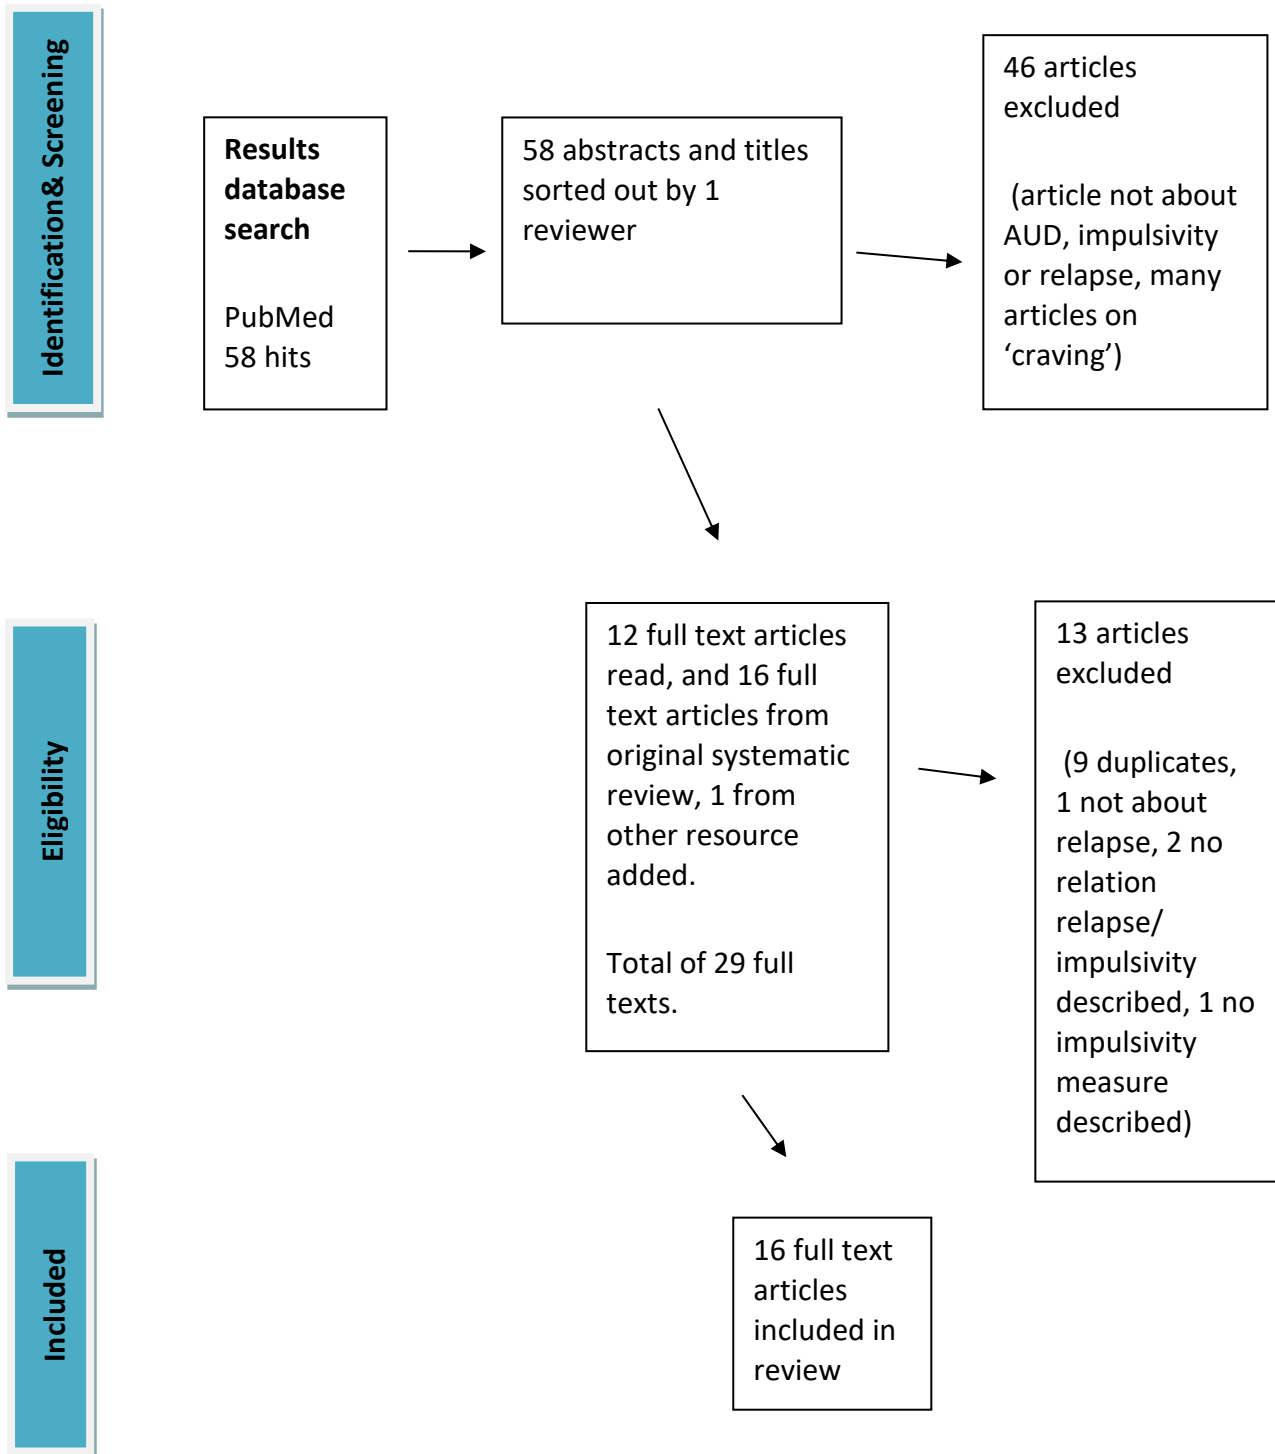 Identification& Screening
Results
database
search
PubMed
58 hits
58 abstracts and titles
sorted out by 1
reviewer
46 articles
excluded
(article not about
AUD, impulsivity
or relapse, many
articles on
‘craving’)
Eligibility
12 full text articles
read, and 16 full
text articles from
original systematic
review, 1 from
other resource
added.
Total of 29 full
texts.
13 articles
excluded
(9 duplicates,
1 not about
relapse, 2 no
relation
relapse/
impulsivity
described, 1 no
impulsivity
measure
described)
Included
16 full text
articles
included in
review